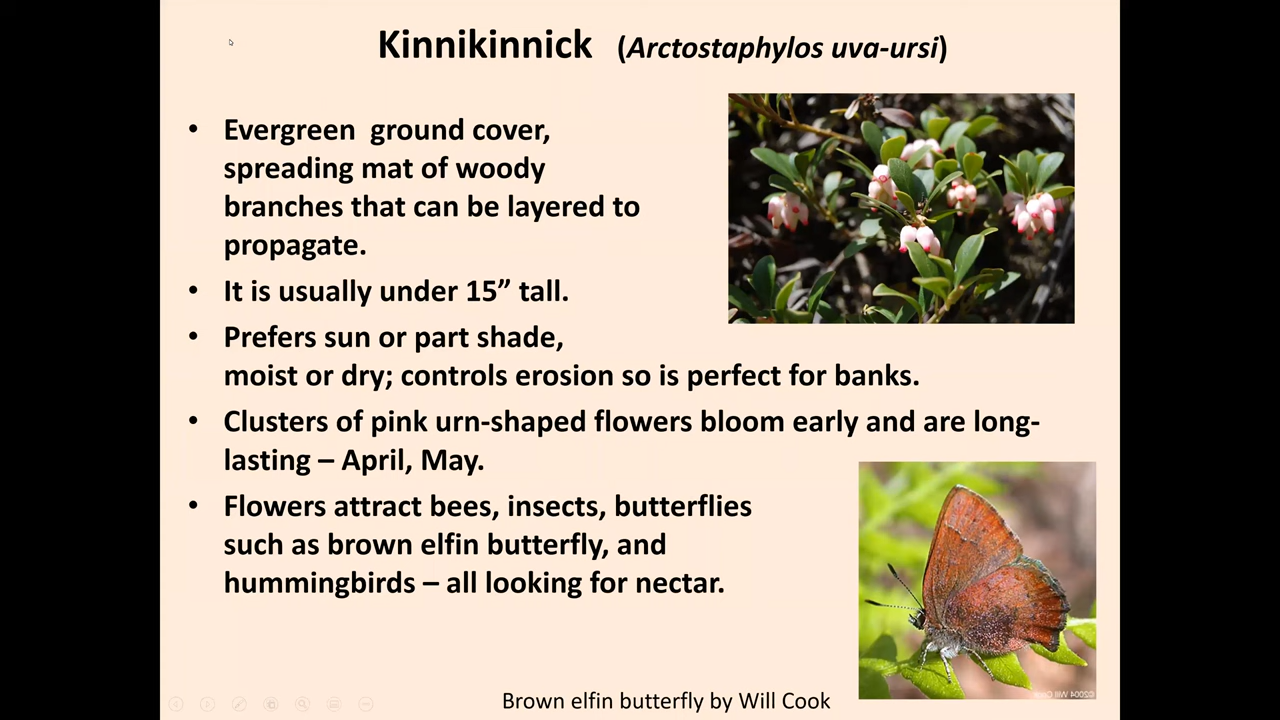 Kinnikinnick (Arctostaphylos uva-ursi)
• Evergreen ground cover,
spreading mat of woody
branches that can be layered to
propagate.
• It is usually under 15” tall.
• Prefers sun or part shade,
moist or dry; controls erosion so is perfect for banks.
• Clusters of pink urn-shaped flowers bloom early and are long-
lasting – April, May.
• Flowers attract bees, insects, butterflies
such as brown elfin butterfly, and
hummingbirds – all looking for nectar.
©2004 Will Cook
Brown elfin butterfly by Will Cook